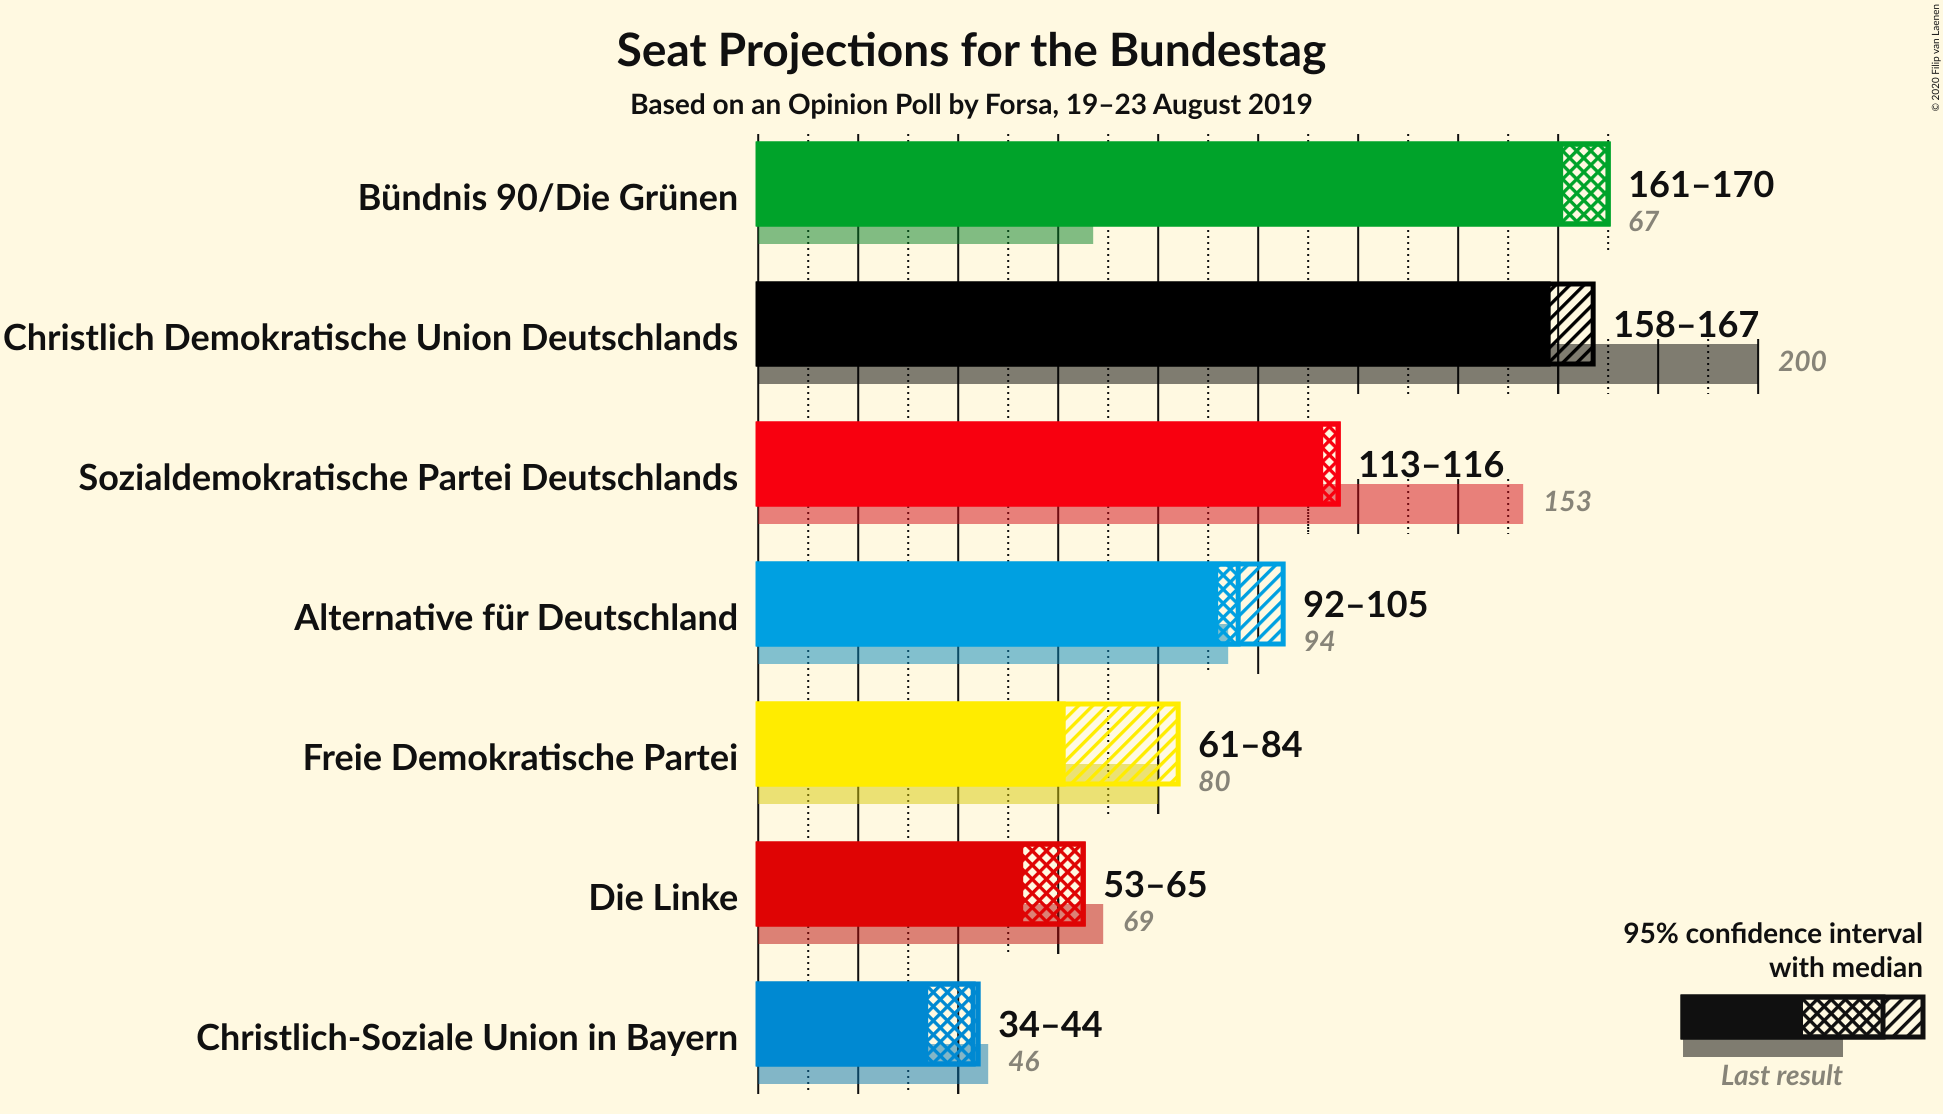 Seat Projections for the Bundestag
Based on an Opinion Poll by Forsa, 19–23 August 2019
© 2020 Filip van Laenen
Bündnis 90/Die Grünen
161–170
67
Christlich Demokratische Union Deutschlands
158–167
200
Sozialdemokratische Partei Deutschlands
113–116
153
Alternative für Deutschland
92–105
94
Freie Demokratische Partei
61–84
80
Die Linke
53–65
69
Christlich-Soziale Union in Bayern
34–44
46
95% confidence interval
with median
Last result